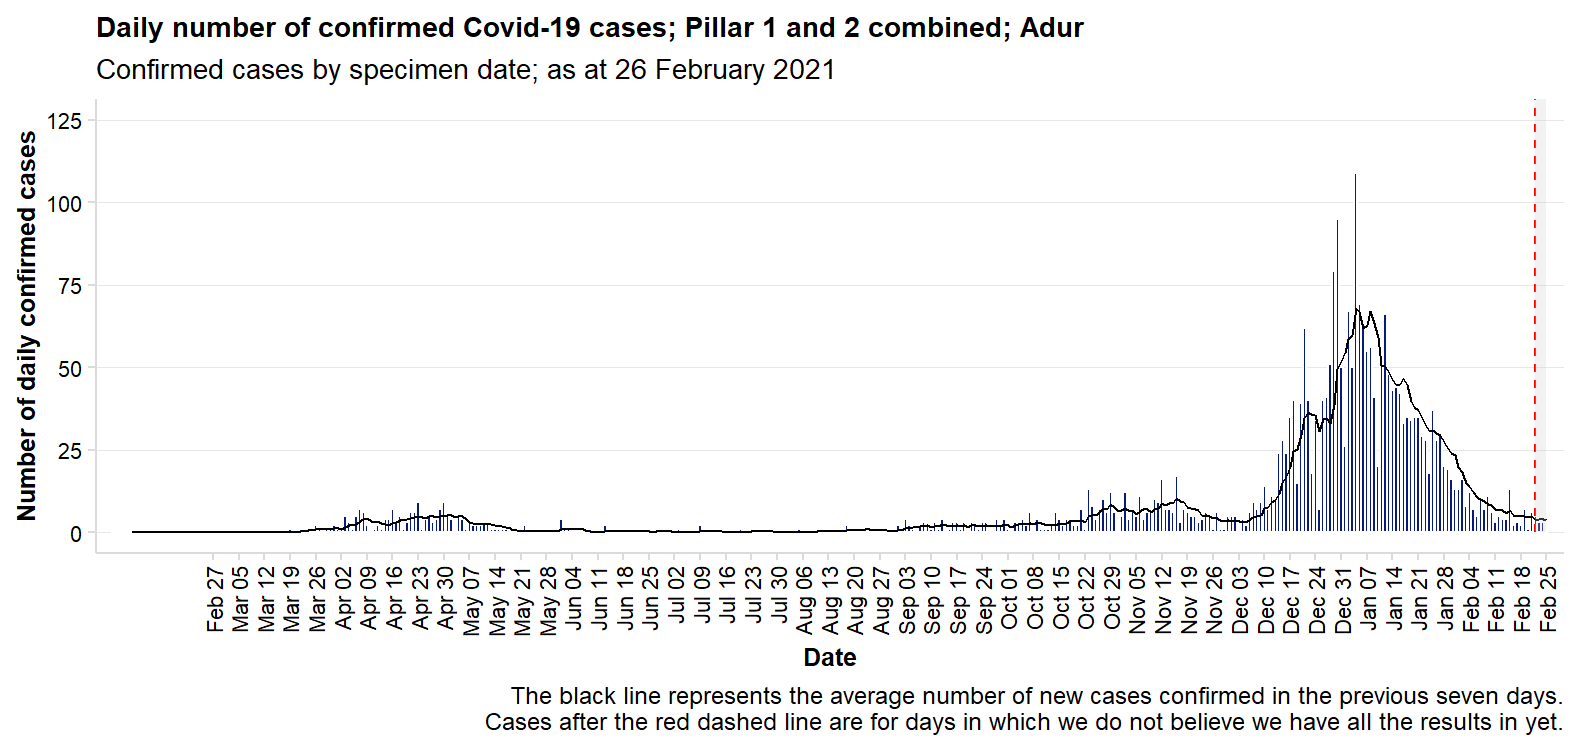 Daily number of confirmed Covid-19 cases; Pillar 1 and 2 combined; Adur
Confirmed cases by specimen date; as at 26 February 2021
Number of daily confirmed cases
125
100
75
50
25
0
Feb 27
Mar 05
Mar 12
Mar 19
Mar 26
Apr 02
Apr 09
Apr 16
Apr 23
Apr 30
May 07
May 14
May 21
May 28
Jun 04
Jun 11
Jun 18
Jun 25
Jul 02
Jul 09
Jul 16
Jul 23
Jul 30
Aug 06
Aug 13
Aug 20
Aug 27
Sep 03
Sep 10
Sep 17
Sep 24
Oct 01
Oct 08
Oct 15
Oct 22
Oct 29
Nov 05
Nov 12
Nov 19
Nov 26
Dec 03
Dec 10
Dec 17
Dec 24
Dec 31
Jan 07
Jan 14
Jan 21
Jan 28
Feb 04
Feb 11
Feb 18
Feb 25
Date
The black line represents the average number of new cases confirmed in the previous seven days.
Cases after the red dashed line are for days in which we do not believe we have all the results in yet.